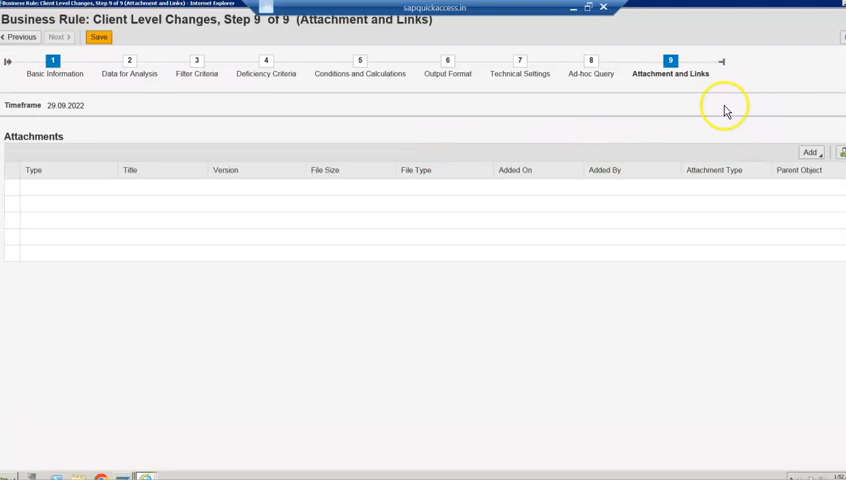 Business Rule: Client Level Changes, Step 9 of 9 (Attachment and Links) - Internet Explorer
sapquickaccess.in
Business Rule: Client Level Changes, Step 9 of 9 (Attachment and Links)
Previous Next Save
1 2 3 4 5 6 7 8 9
Basic Information Data for Analysis Filter Criteria Deficiency Criteria Conditions and Calculations Output Format Technical Settings Ad-hoc Query Attachment and Links
Timeframe 29.09.2022
Attachments
Add
Type Title Version File Size File Type Added On Added By Attachment Type Parent Object